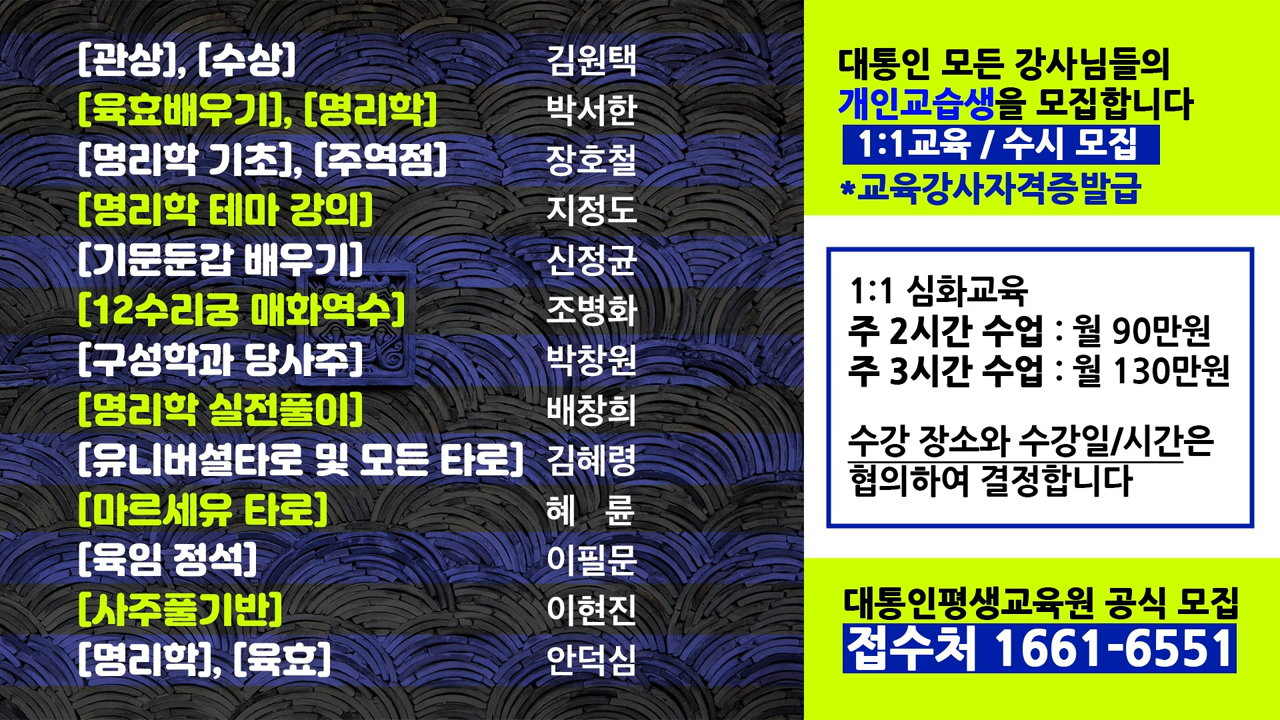 [관상], [수상] 김원택
[육효배우기], [명리학] 박서한
[명리학 기초], [주역점] 장호철
[명리학 테마 강의] 지정도
[기문둔갑 배우기] 신정균
[12수리궁 매화역수] 조병화
[구성학과 당사주] 박창원
[명리학 실전풀이] 배창희
[유니버셜타로 및 모든 타로] 김혜령
[마르세유 타로] 혜 륜
[육임 정석] 이필문
[사주풀기반] 이현진
[명리학], [육효] 안덕심
대통인 모든 강사님들의
개인교습생을 모집합니다
1:1교육 / 수시 모집
*교육강사자격증발급
1:1 심화교육
주 2시간 수업 : 월 90만원
주 3시간 수업 : 월 130만원
수강 장소와 수강일/시간은
협의하여 결정합니다
대통인평생교육원 공식 모집
접수처 1661-6551